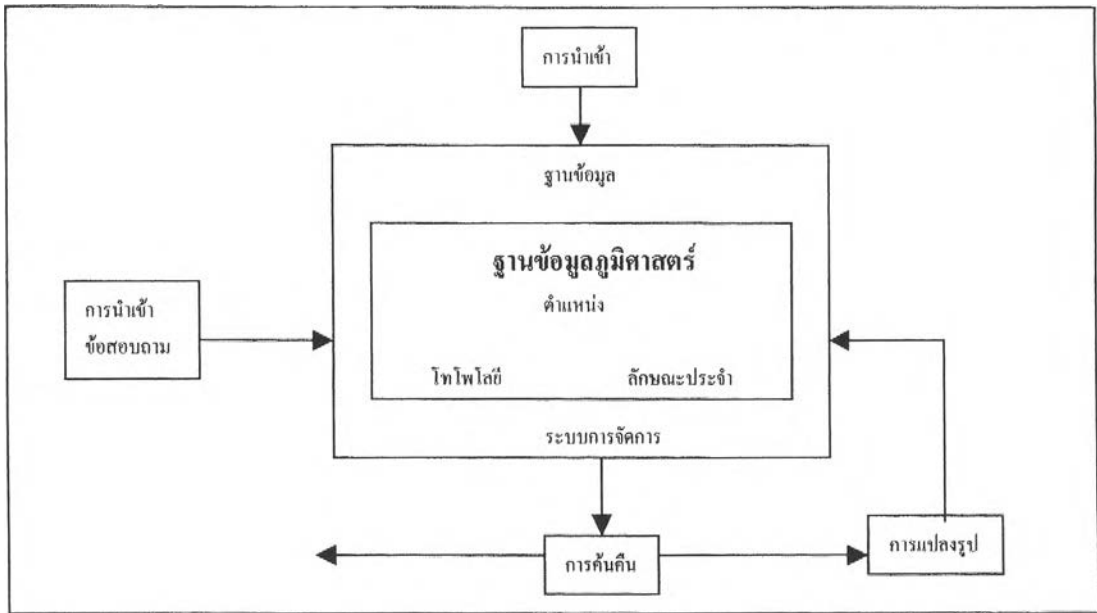 การนำเข้า
ฐานข้อมูล
ฐานข้อมูลภูมิศาสตร์
ตำแหน่ง
การนำเข้า
ข้อสอบถาม
โทโพโลยี ลักษณะประจำ
ระบบการจัดการ
การแปลงรูป
การค้นคืน